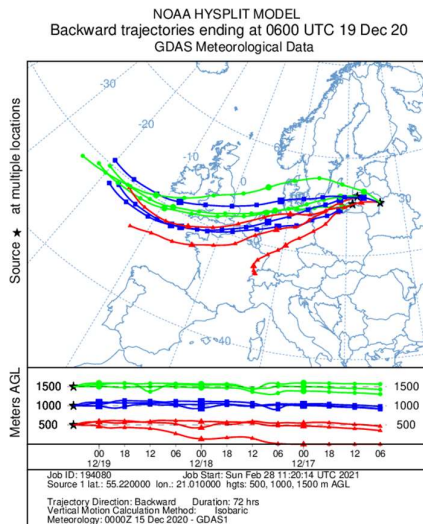 NOAA HYSPLIT MODEL
Backward trajectories ending at 0600 UTC 19 Dec 20
GDAS Meteorological Data
Source ★ at multiple locations
-30
-20
-10
0
30
40
Meters AGL
1500
1000
500
1500
1000
500
00 18 12 06 00 18 12 06 00 18 12 06
12/19 12/18 12/17
Job ID: 194080 Job Start: Sun Feb 28 11:20:14 UTC 2021
Source 1 lat.: 55.220000 lon.: 21.010000 hgts: 500, 1000, 1500 m AGL
Trajectory Direction: Backward Duration: 72 hrs
Vertical Motion Calculation Method: Isobaric
Meteorology: 0000Z 15 Dec 2020 - GDAS1